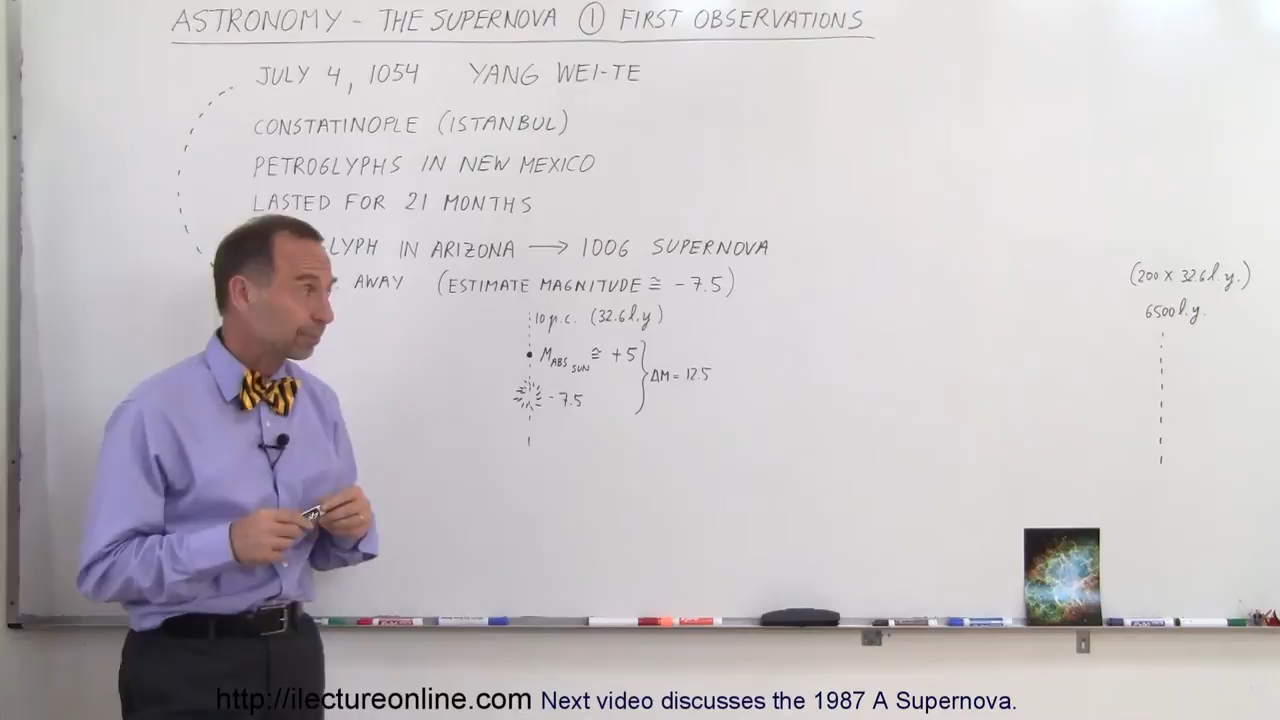 ASTRONOMY - THE SUPERNOVA ① FIRST OBSERVATIONS
JULY 4, 1054 YANG WEI-TE
CONSTATINOPLE (ISTANBUL)
PETROGLYPHS IN NEW MEXICO
LASTED FOR 21 MONTHS
LYPH IN ARIZONA → 1006 SUPERNOVA
AWAY (ESTIMATE MAGNITUDE ≅ -7.5)
10 p.c. (32.6 l.y)
M ABS SUN ≅ +5
ΔM = 12.5
-7.5
(200 x 32.6 l.y.)
6500 l.y.
http://ilectureonline.com Next video discusses the 1987 A Supernova.